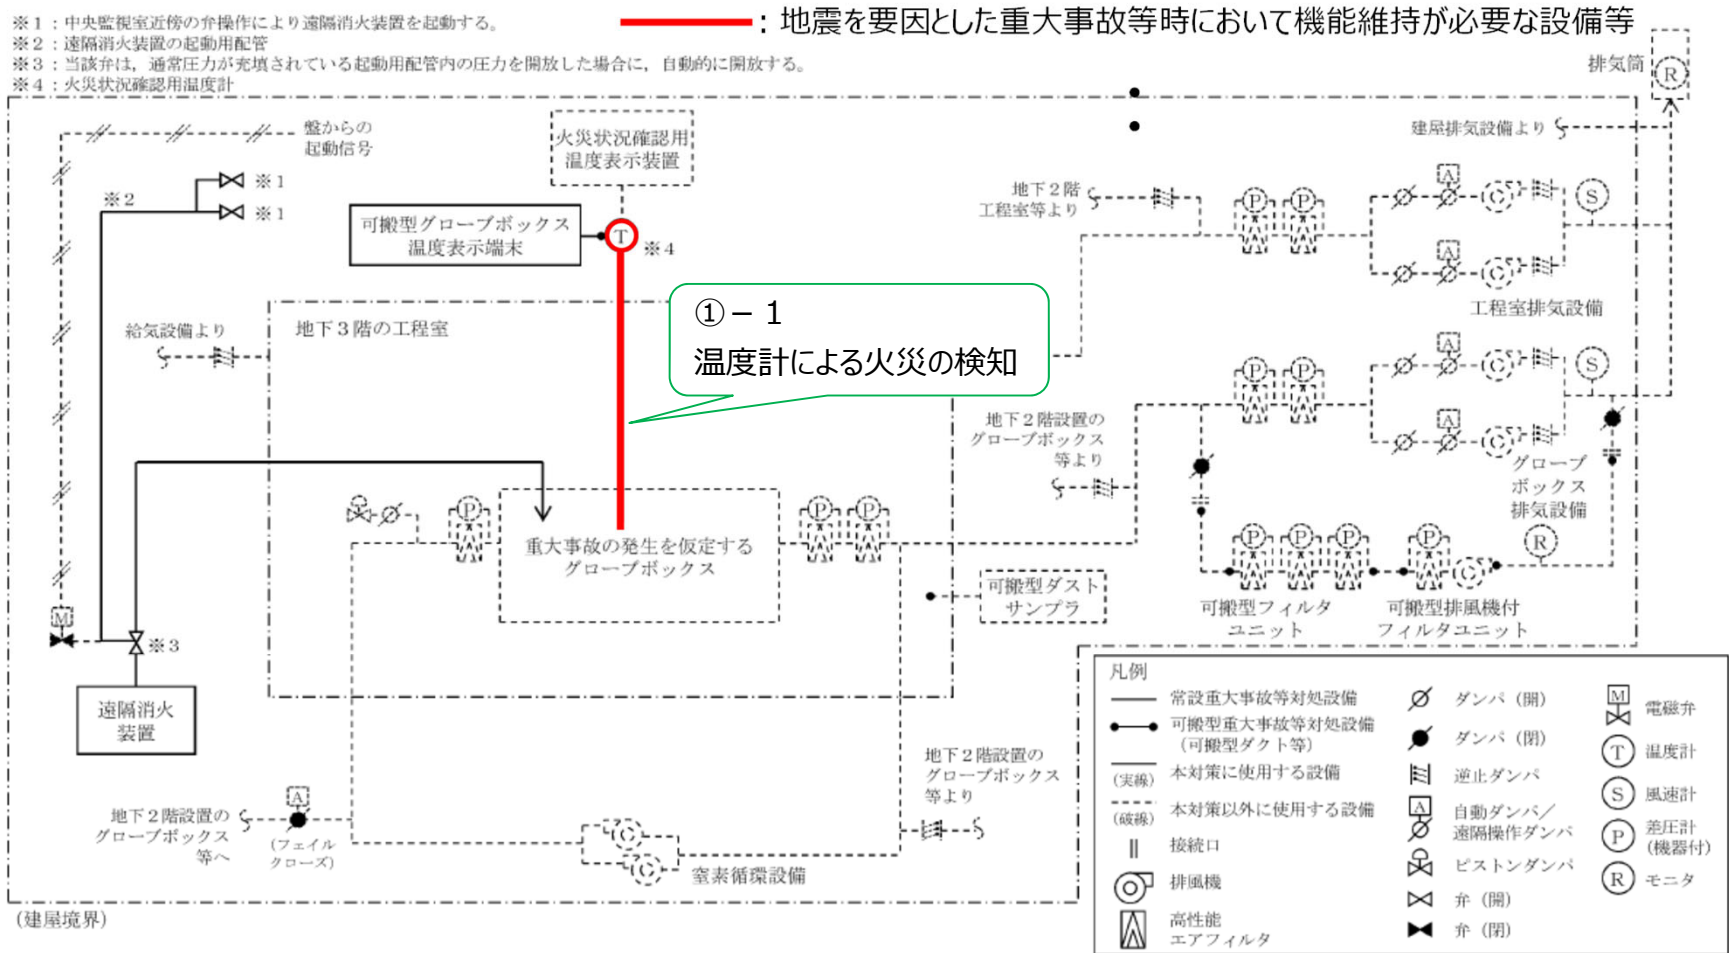 ※1：中央監視室近傍の弁操作により遠隔消火装置を起動する。
※2：遠隔消火装置の起動用配管
※3：当該弁は，通常圧力が充填されている起動用配管内の圧力を開放した場合に，自動的に開放する。
※4：火災状況確認用温度計
：地震を要因とした重大事故等時において機能維持が必要な設備等
排気筒
R
盤からの
起動信号
※2
※1
※1
火災状況確認用
温度表示装置
可搬型グローブボックス
温度表示端末
T
※4
建屋排気設備より
地下2階
工程室等より
P
P
A
C
S
A
C
工程室排気設備
①－1
温度計による火災の検知
給気設備より
地下3階の工程室
P
P
A
C
S
A
C
グローブ
ボックス
排気設備
地下2階設置の
グローブボックス
等より
P
P
P
重大事故の発生を仮定する
グローブボックス
可搬型ダスト
サンプラ
P
P
P
P
C
R
可搬型フィルタ
ユニット
可搬型排風機付
フィルタユニット
M
※3
遠隔消火
装置
地下2階設置の
グローブボックス
等へ
A
(フェイル
クローズ)
C
C
窒素循環設備
地下2階設置の
グローブボックス
等より
(建屋境界)
凡例
常設重大事故等対処設備
可搬型重大事故等対処設備
（可搬型ダクト等）
(実線) 本対策に使用する設備
(破線) 本対策以外に使用する設備
接続口
排風機
高性能
エアフィルタ
ダンパ（開）
ダンパ（閉）
逆止ダンパ
A 自動ダンパ／
遠隔操作ダンパ
ピストンダンパ
弁（開）
弁（閉）
M 電磁弁
T 温度計
S 風速計
P 差圧計
（機器付）
R モニタ